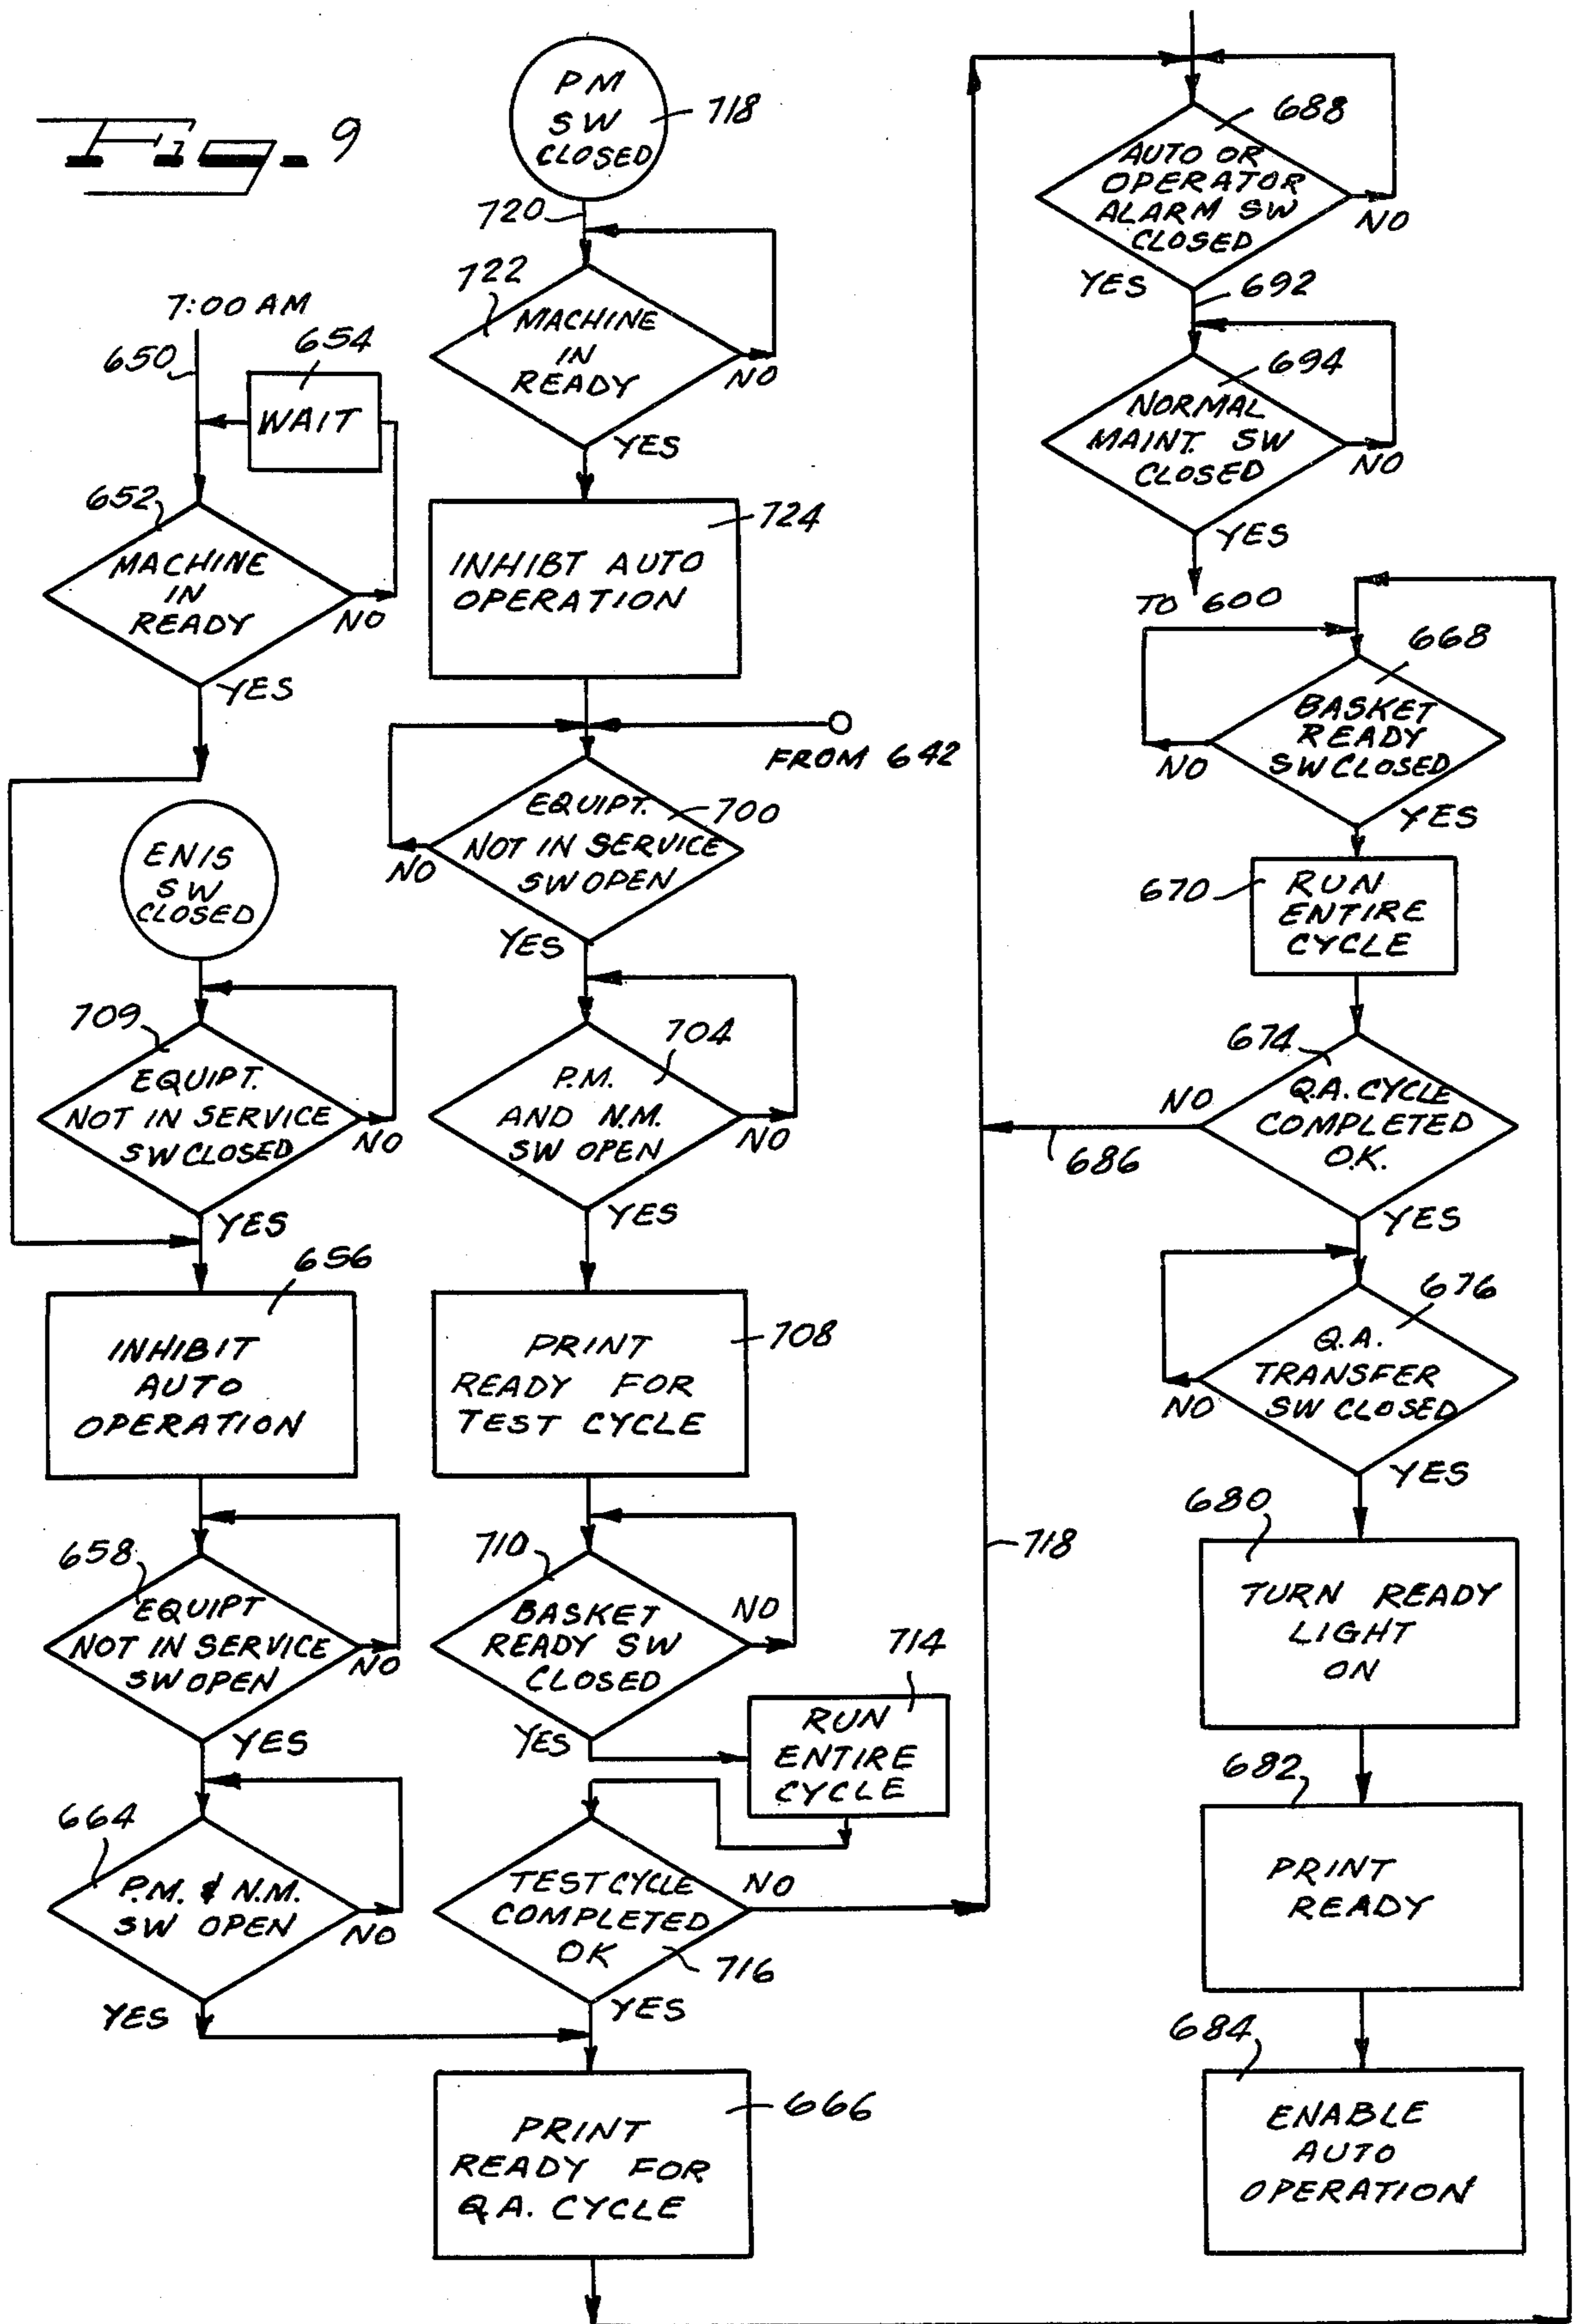 Fig. 9
7:00 AM
650
654
WAIT
652
MACHINE
IN
READY
NO
YES
ENIS
SW
CLOSED
709
EQUIPT.
NOT IN SERVICE
SW CLOSED
NO
YES
656
INHIBIT
AUTO
OPERATION
658
EQUIPT
NOT IN SERVICE
SW OPEN
NO
YES
664
P.M. & N.M.
SW OPEN
NO
YES
PM
SW
CLOSED
718
720
722
MACHINE
IN
READY
NO
YES
724
INHIBT AUTO
OPERATION
FROM 642
EQUIPT.
NOT IN SERVICE
SW OPEN
700
NO
YES
704
P.M.
AND N.M.
SW OPEN
NO
YES
PRINT
READY FOR
TEST CYCLE
708
710
BASKET
READY SW
CLOSED
NO
YES
714
RUN
ENTIRE
CYCLE
TEST CYCLE
COMPLETED
OK
NO
716
YES
666
PRINT
READY FOR
Q.A. CYCLE
718
688
AUTO OR
OPERATOR
ALARM SW
CLOSED
NO
YES
692
694
NORMAL
MAINT. SW
CLOSED
NO
YES
TO 600
668
BASKET
READY
SW CLOSED
NO
YES
670
RUN
ENTIRE
CYCLE
674
Q.A. CYCLE
COMPLETED
O.K.
NO
686
YES
676
Q.A.
TRANSFER
SW CLOSED
NO
YES
680
TURN READY
LIGHT
ON
682
PRINT
READY
684
ENABLE
AUTO
OPERATION